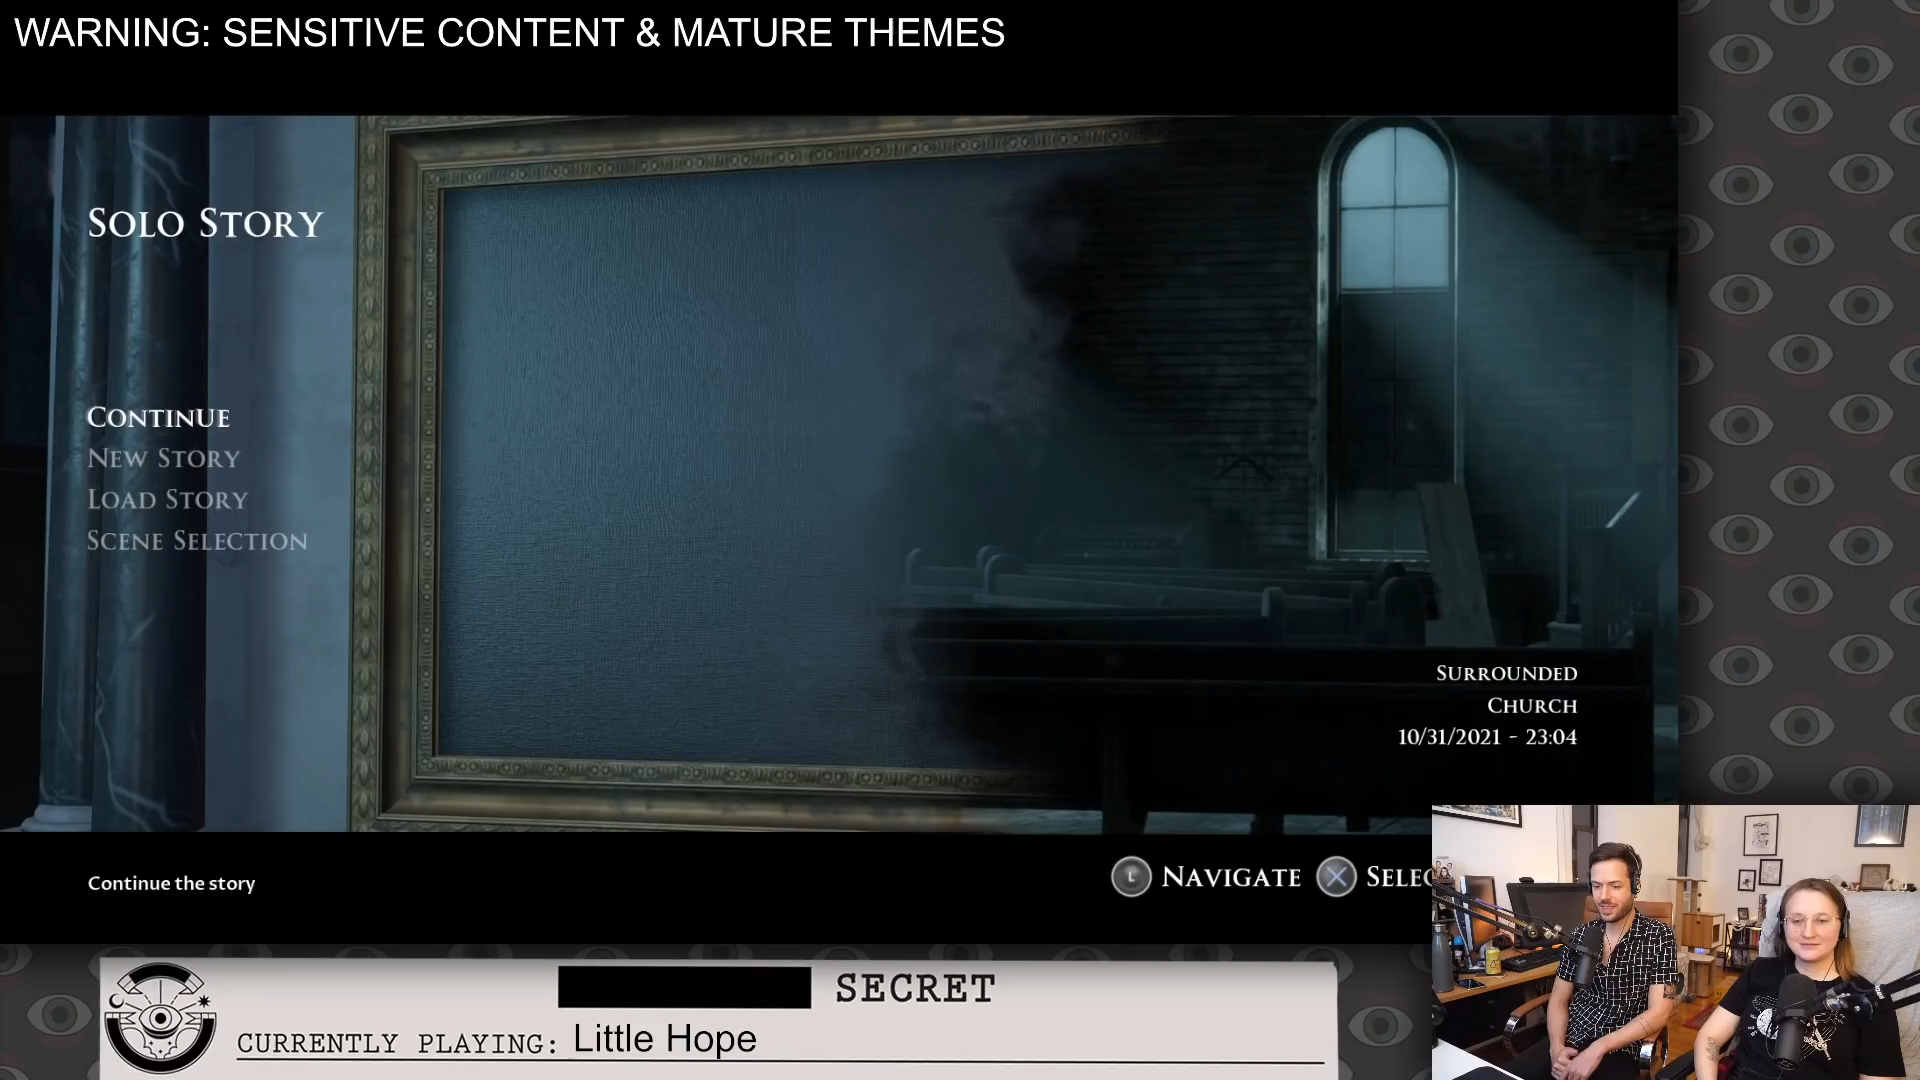 WARNING: SENSITIVE CONTENT & MATURE THEMES
SOLO STORY
CONTINUE
NEW STORY
LOAD STORY
SCENE SELECTION
SURROUNDED
CHURCH
10/31/2021 - 23:04
Continue the story
L NAVIGATE
SELEC
SECRET
CURRENTLY PLAYING: Little Hope